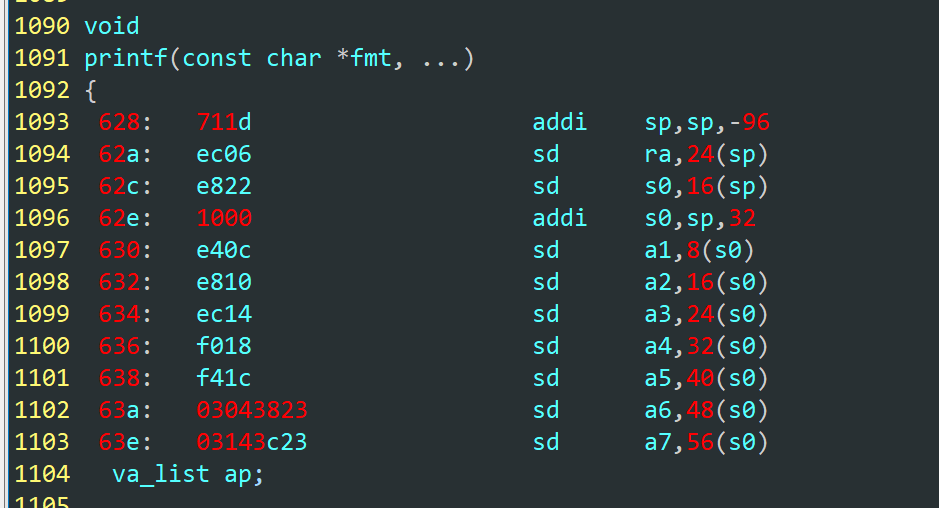 1090 void
1091 printf(const char *fmt, ...)
1092 {
1093 628: 711d addi sp,sp,-96
1094 62a: ec06 sd ra,24(sp)
1095 62c: e822 sd s0,16(sp)
1096 62e: 1000 addi s0,sp,32
1097 630: e40c sd a1,8(s0)
1098 632: e810 sd a2,16(s0)
1099 634: ec14 sd a3,24(s0)
1100 636: f018 sd a4,32(s0)
1101 638: f41c sd a5,40(s0)
1102 63a: 03043823 sd a6,48(s0)
1103 63e: 03143c23 sd a7,56(s0)
1104 va_list ap;
1105